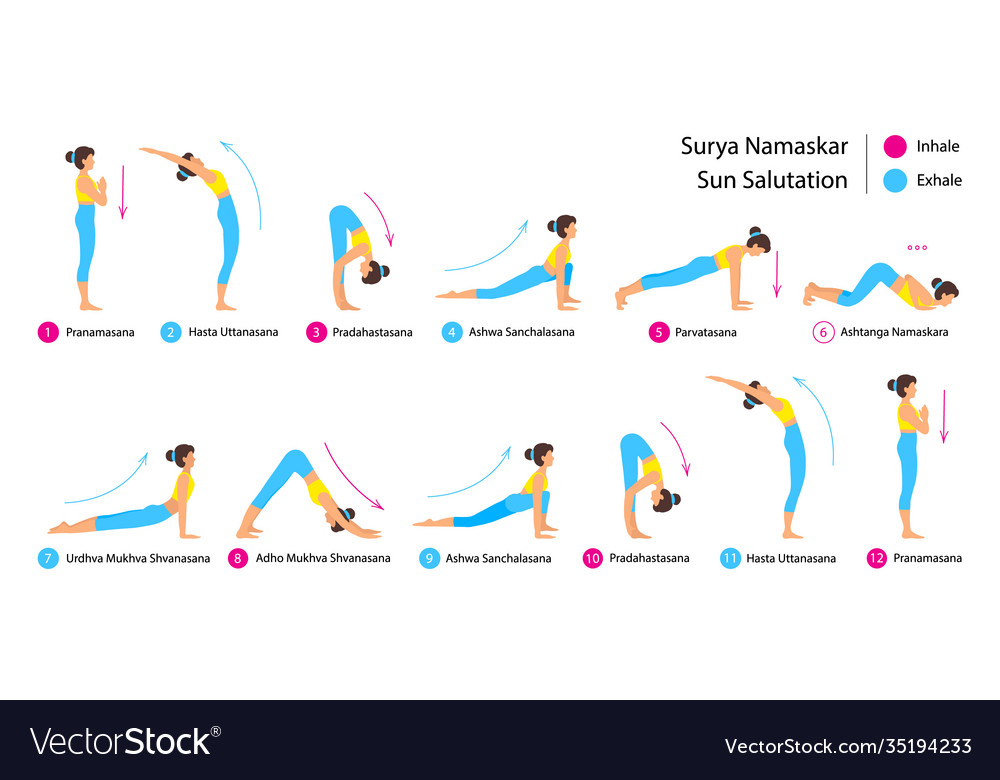 Surya Namaskar
Sun Salutation
Inhale
Exhale
1 Pranamasana
2 Hasta Uttanasana
3 Pradahastasana
4 Ashwa Sanchalasana
5 Parvatasana
6 Ashtanga Namaskara
7 Urdhva Mukhva Shvanasana
8 Adho Mukhva Shvanasana
9 Ashwa Sanchalasana
10 Pradahastasana
11 Hasta Uttanasana
12 Pranamasana
VectorStock®
VectorStock.com/35194233